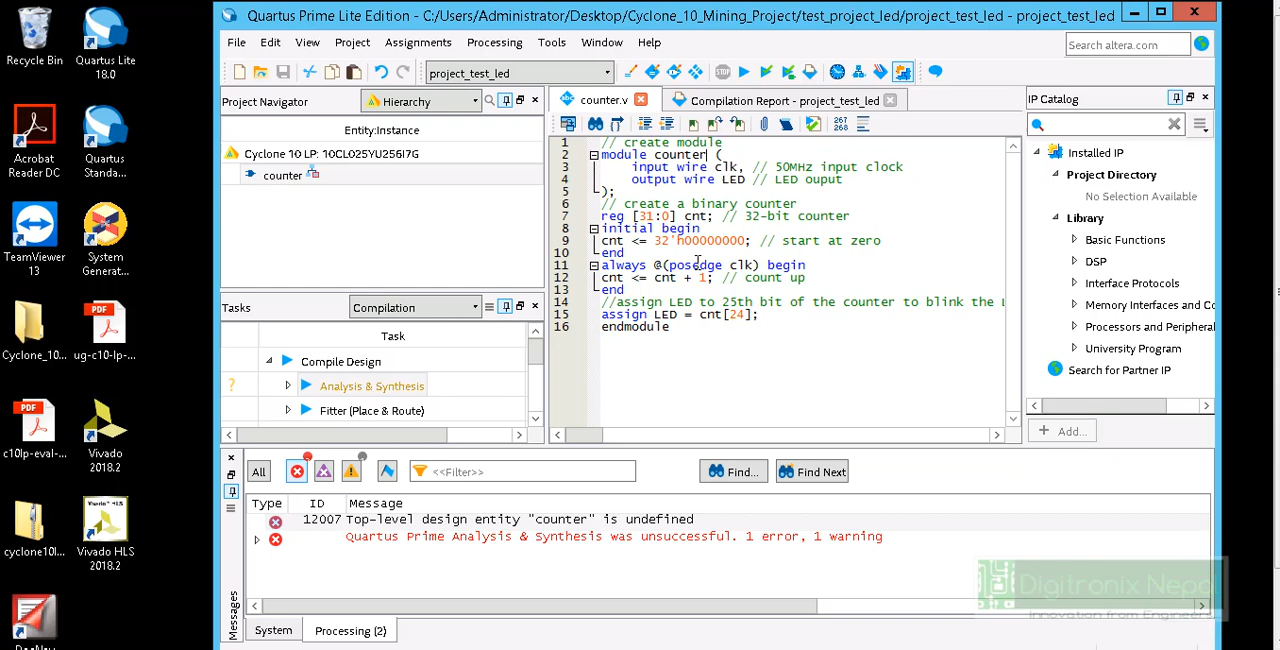 Quartus Prime Lite Edition - C:/Users/Administrator/Desktop/Cyclone_10_Mining_Project/test_project_led/project_test_led - project_test_led
File Edit View Project Assignments Processing Tools Window Help
Search altera.com
project_test_led
STOP
Project Navigator
Hierarchy
Entity:Instance
Cyclone 10 LP: 10CL025YU256I7G
counter
Tasks
Compilation
Task
Compile Design
? Analysis & Synthesis
Fitter (Place & Route)
counter.v
Compilation Report - project_test_led
267
268
1 // create module
2 module counter (
3 input wire clk, // 50MHz input clock
4 output wire LED // LED ouput
5 );
6 // create a binary counter
7 reg [31:0] cnt; // 32-bit counter
8 initial begin
9 cnt <= 32'h00000000; // start at zero
10 end
11 always @(posedge clk) begin
12 cnt <= cnt + 1; // count up
13 end
14 //assign LED to 25th bit of the counter to blink the L
15 assign LED = cnt[24];
16 endmodule
IP Catalog
Installed IP
Project Directory
No Selection Available
Library
Basic Functions
DSP
Interface Protocols
Memory Interfaces and Co
Processors and Peripheral
University Program
Search for Partner IP
+ Add...
All
<<Filter>>
Find...
Find Next
Type ID Message
12007 Top-level design entity "counter" is undefined
Quartus Prime Analysis & Synthesis was unsuccessful. 1 error, 1 warning
Messages
System
Processing (2)
Recycle Bin
Quartus Lite
18.0
Acrobat
Reader DC
Quartus
Standa...
TeamViewer
13
System
Generat...
Cyclone_10...
ug-c10-lp-...
PDF
PDF
c10lp-eval-...
Vivado
2018.2
cyclone10l...
Vivado HLS
2018.2
Digitronix Nepal
Innovation from Engineers